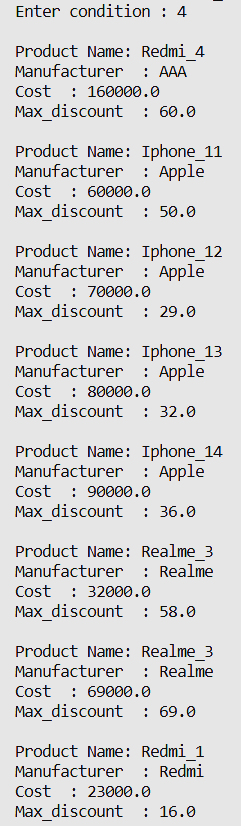 Enter condition : 4
Product Name: Redmi_4
Manufacturer  : AAA
Cost  : 160000.0
Max_discount  : 60.0
Product Name: Iphone_11
Manufacturer  : Apple
Cost  : 60000.0
Max_discount  : 50.0
Product Name: Iphone_12
Manufacturer  : Apple
Cost  : 70000.0
Max_discount  : 29.0
Product Name: Iphone_13
Manufacturer  : Apple
Cost  : 80000.0
Max_discount  : 32.0
Product Name: Iphone_14
Manufacturer  : Apple
Cost  : 90000.0
Max_discount  : 36.0
Product Name: Realme_3
Manufacturer  : Realme
Cost  : 32000.0
Max_discount  : 58.0
Product Name: Realme_3
Manufacturer  : Realme
Cost  : 69000.0
Max_discount  : 69.0
Product Name: Redmi_1
Manufacturer  : Redmi
Cost  : 23000.0
Max_discount  : 16.0